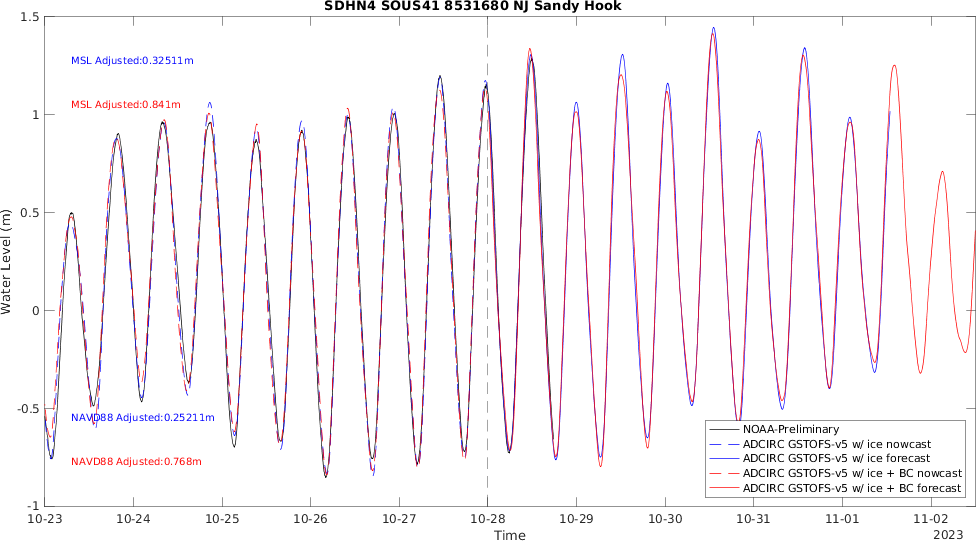 SDHN4 SOUS41 8531680 NJ Sandy Hook
1.5
MSL Adjusted:0.32511m
MSL Adjusted:0.841m
1
0.5
Water Level (m)
0
-0.5
NAVD88 Adjusted:0.25211m
NAVD88 Adjusted:0.768m
NOAA-Preliminary
ADCIRC GSTOFS-v5 w/ ice nowcast
ADCIRC GSTOFS-v5 w/ ice forecast
ADCIRC GSTOFS-v5 w/ ice + BC nowcast
ADCIRC GSTOFS-v5 w/ ice + BC forecast
-1
10-23 10-24 10-25 10-26 10-27 10-28 10-29 10-30 10-31 11-01 11-02
Time
2023